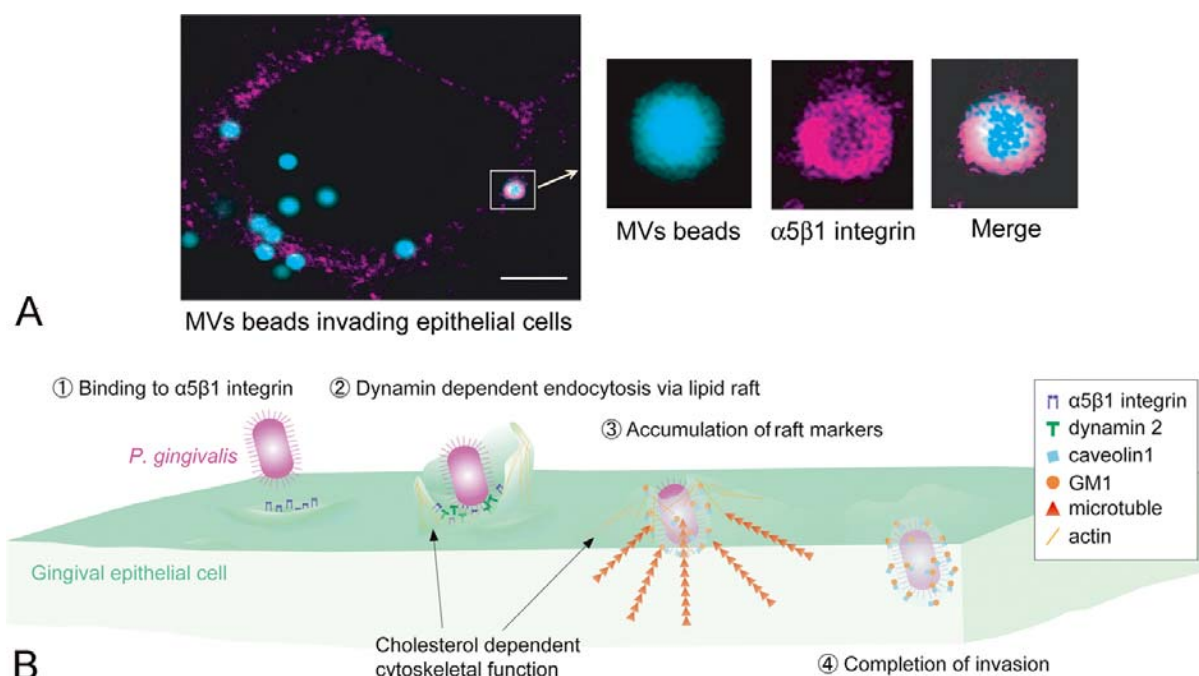 MVs beads
α5β1 integrin
Merge
A
MVs beads invading epithelial cells
① Binding to α5β1 integrin
② Dynamin dependent endocytosis via lipid raft
③ Accumulation of raft markers
P. gingivalis
α5β1 integrin
dynamin 2
caveolin1
GM1
microtuble
actin
Gingival epithelial cell
Cholesterol dependent
cytoskeletal function
④ Completion of invasion
B